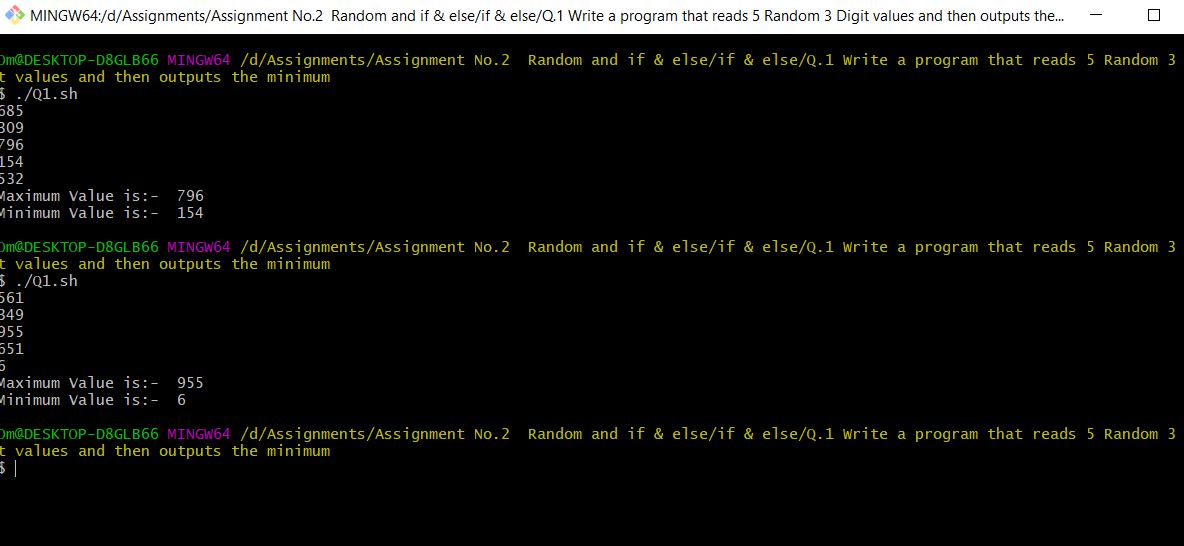 MINGW64:/d/Assignments/Assignment No.2  Random and if & else/if & else/Q.1 Write a program that reads 5 Random 3 Digit values and then outputs the...
Om@DESKTOP-D8GLB66 MINGW64 /d/Assignments/Assignment No.2  Random and if & else/if & else/Q.1 Write a program that reads 5 Random 3
t values and then outputs the minimum
$ ./Q1.sh
685
309
796
154
532
Maximum Value is:-  796
Minimum Value is:-  154
Om@DESKTOP-D8GLB66 MINGW64 /d/Assignments/Assignment No.2  Random and if & else/if & else/Q.1 Write a program that reads 5 Random 3
t values and then outputs the minimum
$ ./Q1.sh
561
349
955
651
6
Maximum Value is:-  955
Minimum Value is:-  6
Om@DESKTOP-D8GLB66 MINGW64 /d/Assignments/Assignment No.2  Random and if & else/if & else/Q.1 Write a program that reads 5 Random 3
t values and then outputs the minimum
$